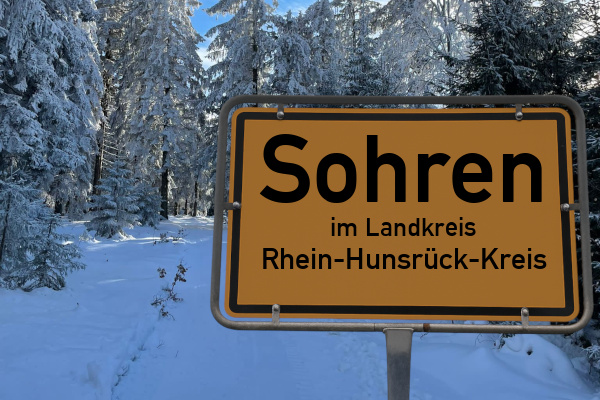 Sohren
im Landkreis
Rhein-Hunsrück-Kreis